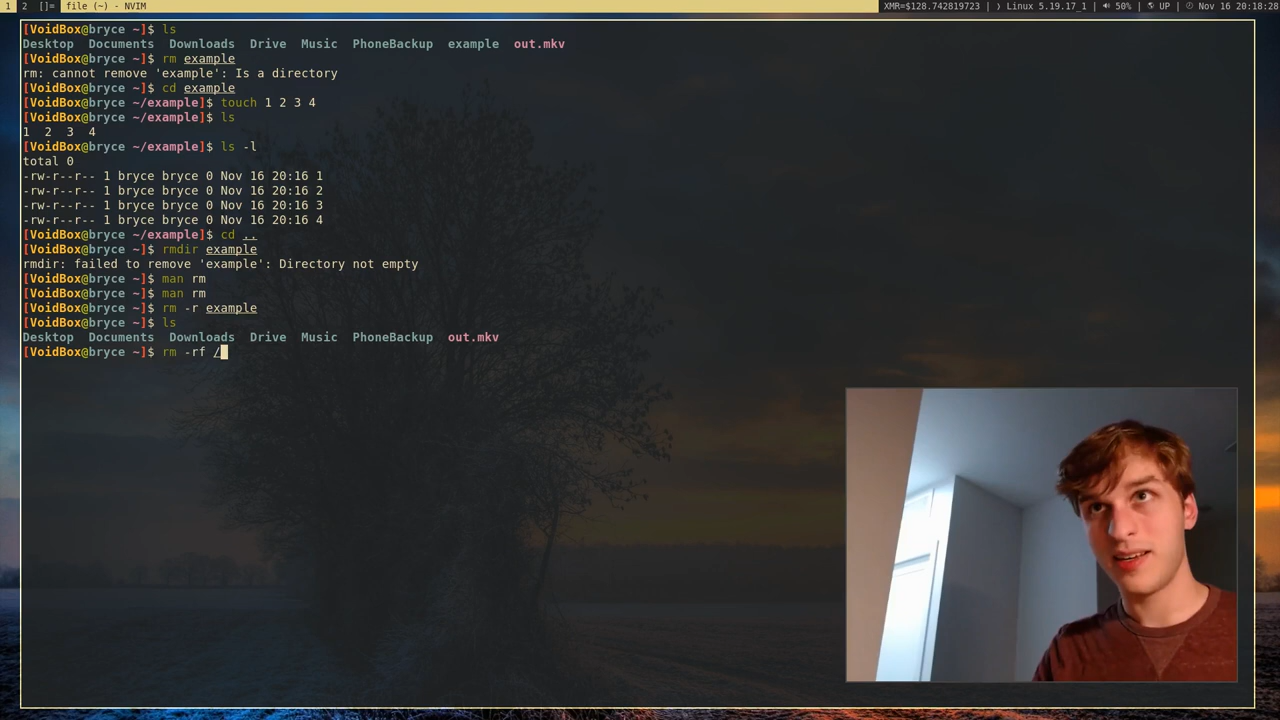 1 2 []= file (~) - NVIM XMR=$128.742819723 | Linux 5.19.17_1 | 50% | UP | Nov 16 20:18:28
[VoidBox@bryce ~]$ ls
Desktop Documents Downloads Drive Music PhoneBackup example out.mkv
[VoidBox@bryce ~]$ rm example
rm: cannot remove 'example': Is a directory
[VoidBox@bryce ~]$ cd example
[VoidBox@bryce ~/example]$ touch 1 2 3 4
[VoidBox@bryce ~/example]$ ls
1 2 3 4
[VoidBox@bryce ~/example]$ ls -l
total 0
-rw-r--r-- 1 bryce bryce 0 Nov 16 20:16 1
-rw-r--r-- 1 bryce bryce 0 Nov 16 20:16 2
-rw-r--r-- 1 bryce bryce 0 Nov 16 20:16 3
-rw-r--r-- 1 bryce bryce 0 Nov 16 20:16 4
[VoidBox@bryce ~/example]$ cd ..
[VoidBox@bryce ~]$ rmdir example
rmdir: failed to remove 'example': Directory not empty
[VoidBox@bryce ~]$ man rm
[VoidBox@bryce ~]$ man rm
[VoidBox@bryce ~]$ rm -r example
[VoidBox@bryce ~]$ ls
Desktop Documents Downloads Drive Music PhoneBackup out.mkv
[VoidBox@bryce ~]$ rm -rf /